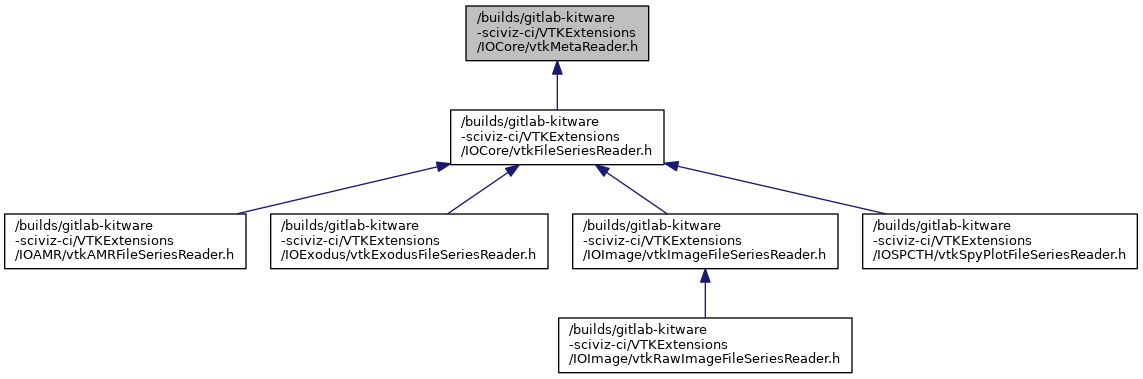 /builds/gitlab-kitware
-sciviz-ci/VTKExtensions
/IOCore/vtkMetaReader.h
/builds/gitlab-kitware
-sciviz-ci/VTKExtensions
/IOCore/vtkFileSeriesReader.h
/builds/gitlab-kitware
-sciviz-ci/VTKExtensions
/IOAMR/vtkAMRFileSeriesReader.h
/builds/gitlab-kitware
-sciviz-ci/VTKExtensions
/IOExodus/vtkExodusFileSeriesReader.h
/builds/gitlab-kitware
-sciviz-ci/VTKExtensions
/IOImage/vtkImageFileSeriesReader.h
/builds/gitlab-kitware
-sciviz-ci/VTKExtensions
/IOSPCTH/vtkSpyPlotFileSeriesReader.h
/builds/gitlab-kitware
-sciviz-ci/VTKExtensions
/IOImage/vtkRawImageFileSeriesReader.h